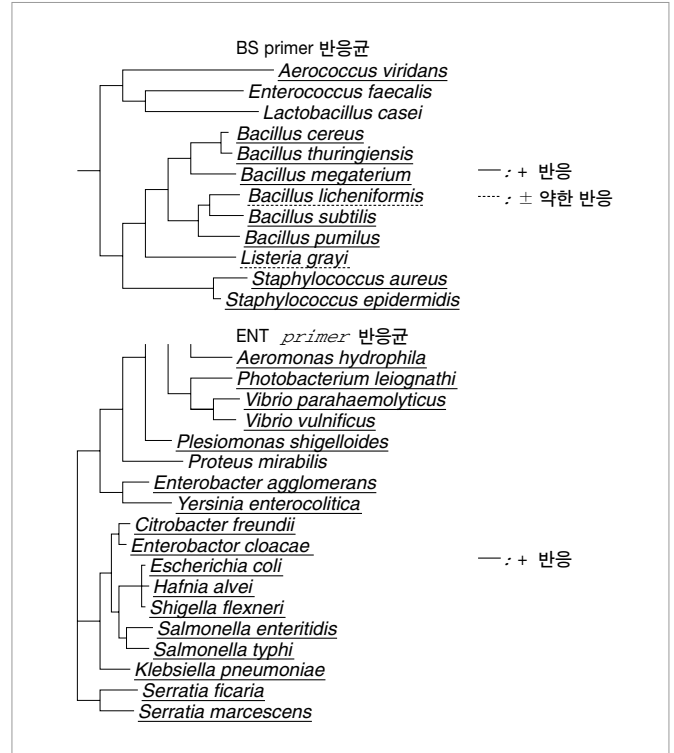 BS primer 반응균
Aerococcus viridans
Enterococcus faecalis
Lactobacillus casei
Bacillus cereus
Bacillus thuringiensis
Bacillus megaterium
: + 반응
Bacillus licheniformis
: ± 약한 반응
Bacillus subtilis
Bacillus pumilus
Listeria grayi
Staphylococcus aureus
Staphylococcus epidermidis
ENT primer 반응균
Aeromonas hydrophila
Photobacterium leiognathi
Vibrio parahaemolyticus
Vibrio vulnificus
Plesiomonas shigelloides
Proteus mirabilis
Enterobacter agglomerans
Yersinia enterocolitica
Citrobacter freundii
Enterobactor cloacae
: + 반응
Escherichia coli
Hafnia alvei
Shigella flexneri
Salmonella enteritidis
Salmonella typhi
Klebsiella pneumoniae
Serratia ficaria
Serratia marcescens